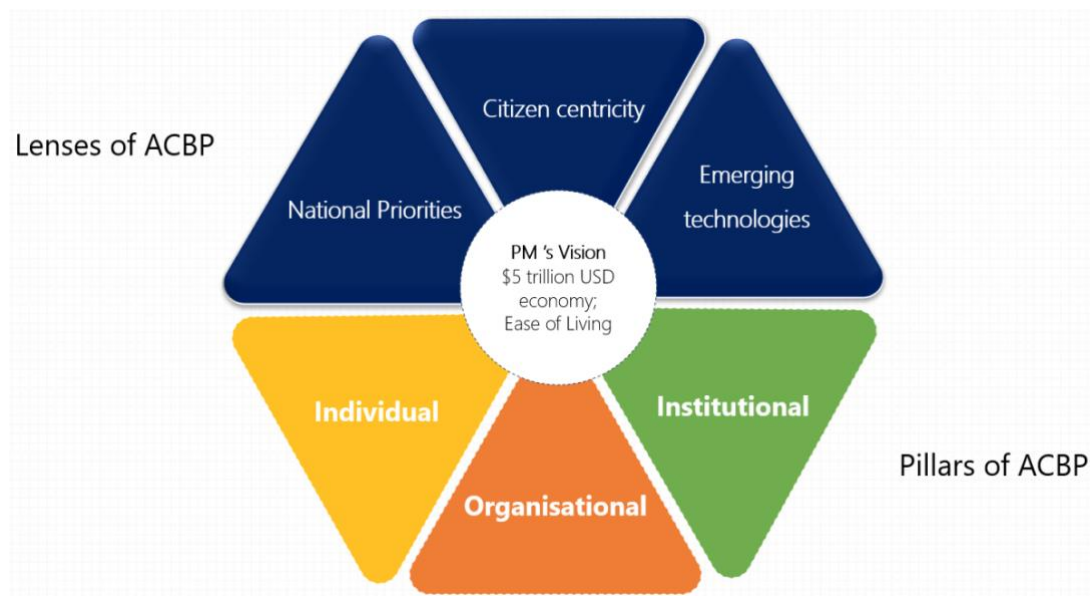 Citizen centricity
Lenses of ACBP
Emerging
technologies
National Priorities
PM 's Vision
$5 trillion USD
economy;
Ease of Living
Individual
Institutional
Pillars of ACBP
Organisational